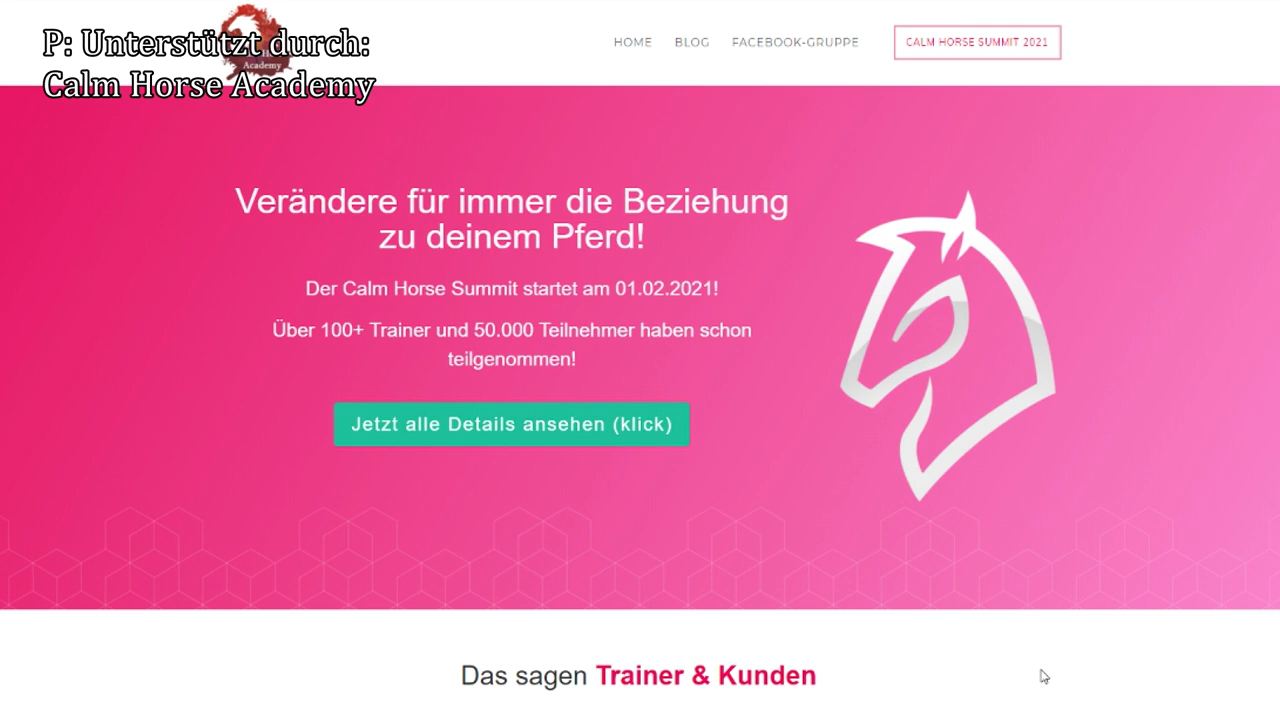 P: Unterstützt durch:
Calm Horse Academy
Academy
HOME
BLOG
FACEBOOK-GRUPPE
CALM HORSE SUMMIT 2021
Verändere für immer die Beziehung
zu deinem Pferd!
Der Calm Horse Summit startet am 01.02.2021!
Über 100+ Trainer und 50.000 Teilnehmer haben schon
teilgenommen!
Jetzt alle Details ansehen (klick)
Das sagen Trainer & Kunden